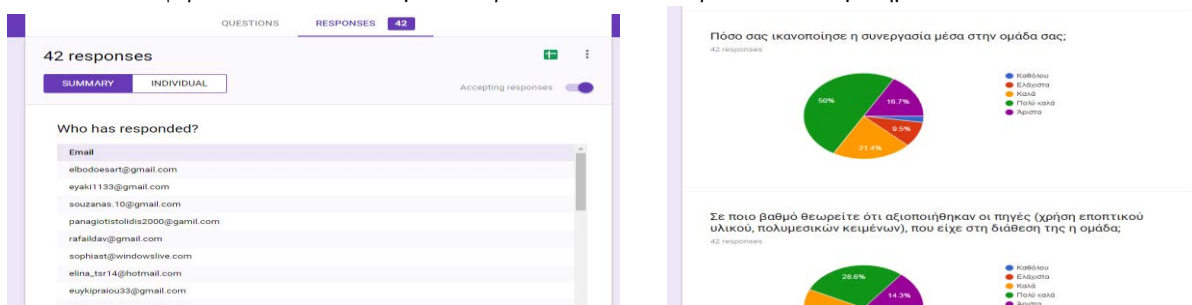 QUESTIONS RESPONSES 42
42 responses
SUMMARY INDIVIDUAL
Accepting responses
Who has responded?
Email
elbodoesart@gmail.com
eyaki1133@gmail.com
souzanas.10@gmail.com
panagiotistolidis2000@gamil.com
rafaildav@gmail.com
sophiast@windowslive.com
elina_tsr14@hotmail.com
euykipraiou33@gmail.com
Πόσο σας ικανοποίησε η συνεργασία μέσα στην ομάδα σας;
42 responses
50%
16.7%
9.5%
21.4%
Καθόλου
Ελάχιστα
Καλά
Πολύ καλά
Άριστα
Σε ποιο βαθμό θεωρείτε ότι αξιοποιήθηκαν οι πηγές (χρήση εποπτικού
υλικού, πολυμεσικών κειμένων), που είχε στη διάθεση της η ομάδα;
42 responses
28.6%
14.3%
Καθόλου
Ελάχιστα
Καλά
Πολύ καλά
Άριστα